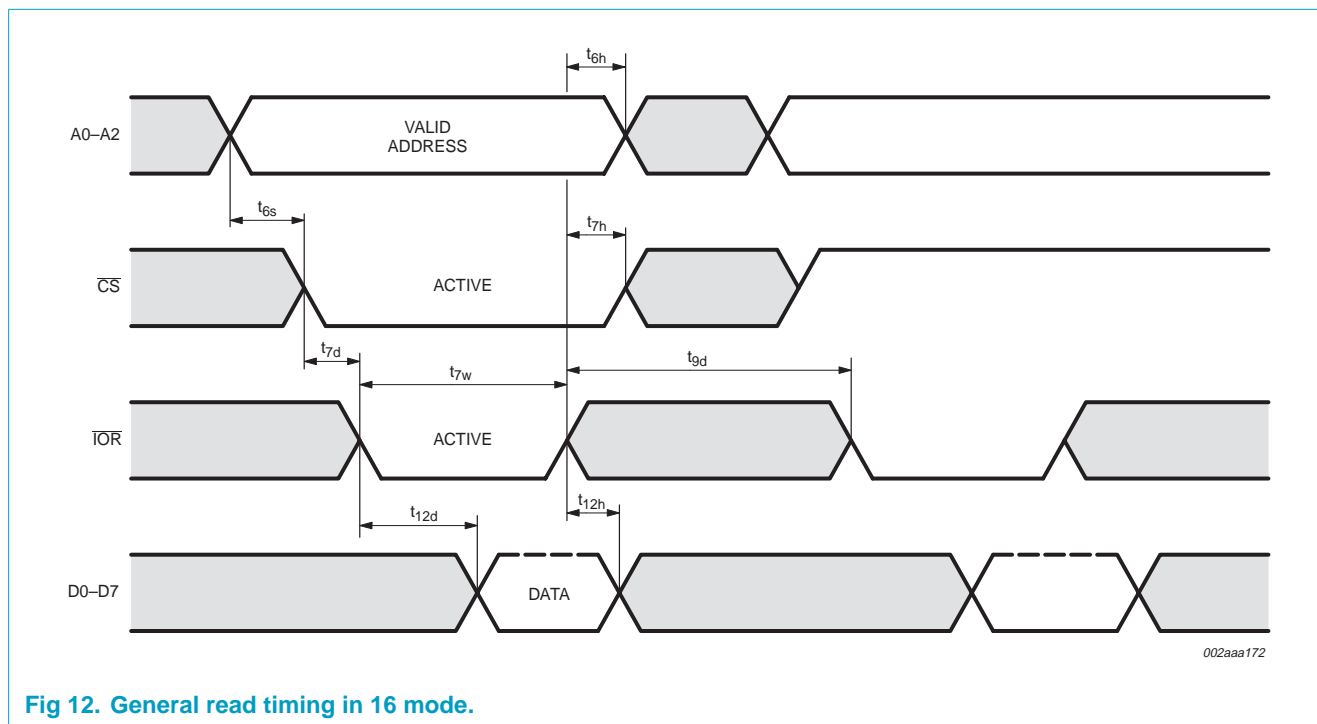 t6h
A0–A2
VALID
ADDRESS
t6s
t7h
CS
ACTIVE
t7d
t7w
t9d
IOR
ACTIVE
t12h
t12d
D0–D7
DATA
002aaa172
Fig 12. General read timing in 16 mode.